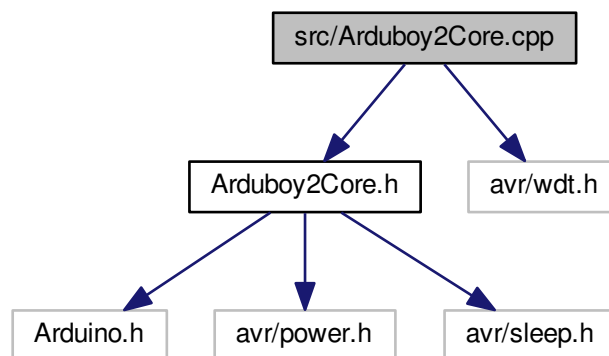 src/Arduboy2Core.cpp
Arduboy2Core.h
avr/wdt.h
Arduino.h
avr/power.h
avr/sleep.h